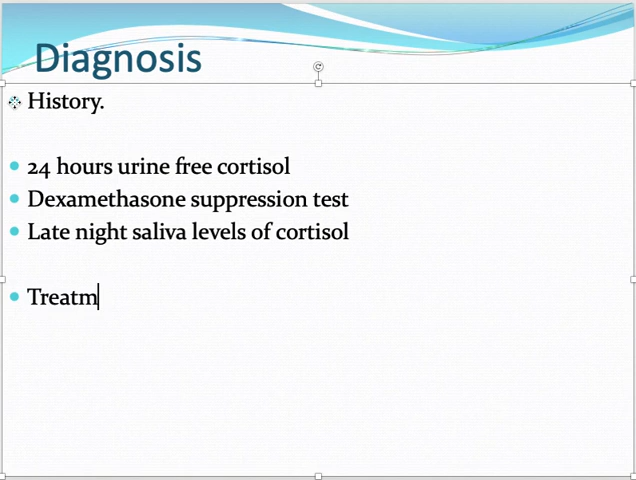 Diagnosis
History.
24 hours urine free cortisol
Dexamethasone suppression test
Late night saliva levels of cortisol
Treatm